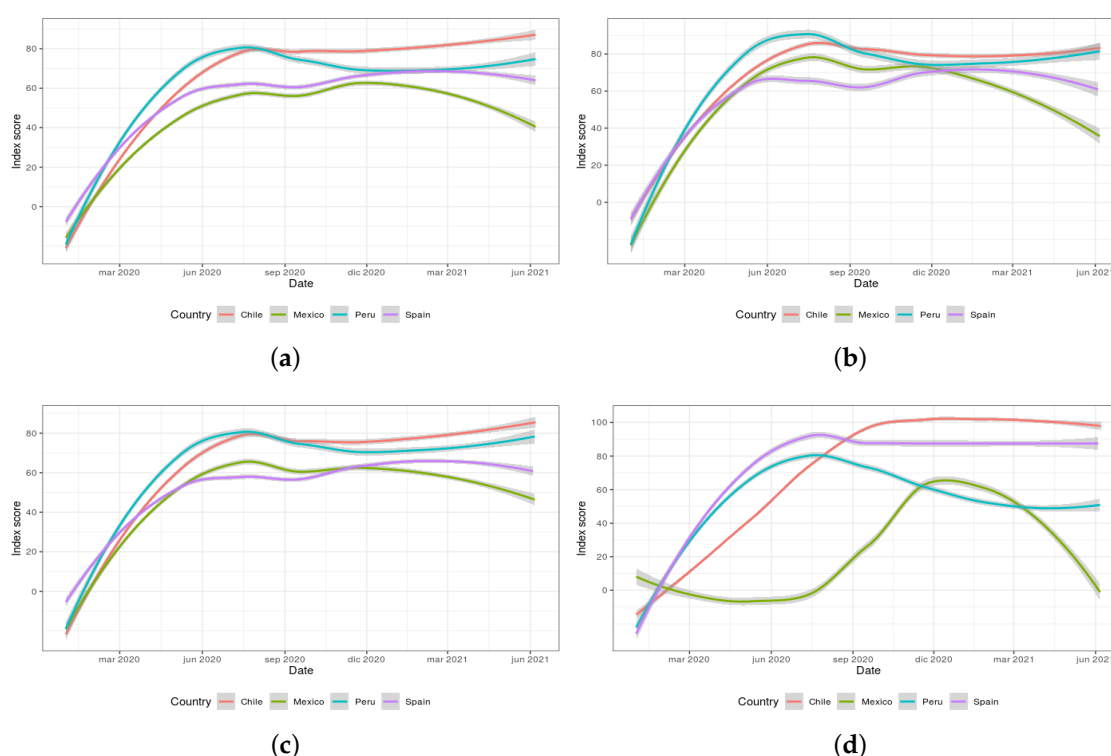 80
60
40
20
0
Index score
mar 2020 jun 2020 sep 2020 dic 2020 mar 2021 jun 2021
Date
Country Chile Mexico Peru Spain
(a)
80
60
40
20
0
Index score
mar 2020 jun 2020 sep 2020 dic 2020 mar 2021 jun 2021
Date
Country Chile Mexico Peru Spain
(b)
80
60
40
20
0
Index score
mar 2020 jun 2020 sep 2020 dic 2020 mar 2021 jun 2021
Date
Country Chile Mexico Peru Spain
(c)
100
80
60
40
20
0
Index score
mar 2020 jun 2020 sep 2020 dic 2020 mar 2021 jun 2021
Date
Country Chile Mexico Peru Spain
(d)